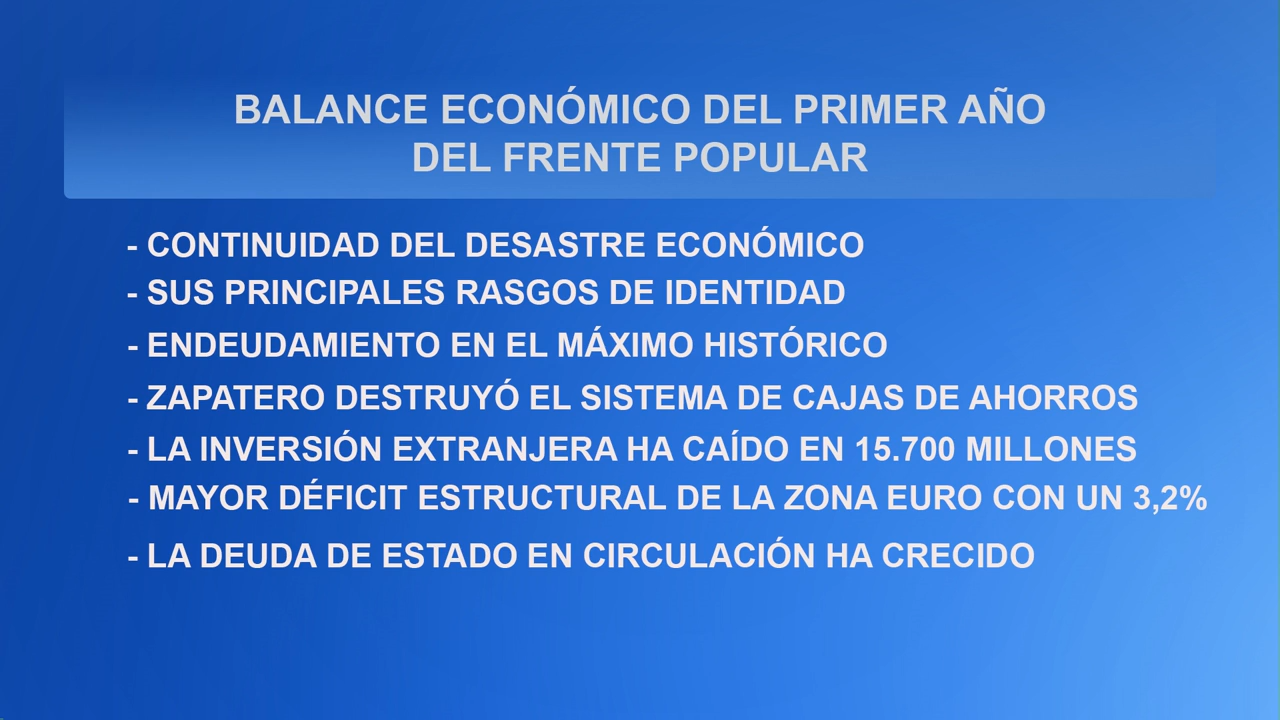 BALANCE ECONÓMICO DEL PRIMER AÑO
DEL FRENTE POPULAR
- CONTINUIDAD DEL DESASTRE ECONÓMICO
- SUS PRINCIPALES RASGOS DE IDENTIDAD
- ENDEUDAMIENTO EN EL MÁXIMO HISTÓRICO
- ZAPATERO DESTRUYÓ EL SISTEMA DE CAJAS DE AHORROS
- LA INVERSIÓN EXTRANJERA HA CAÍDO EN 15.700 MILLONES
- MAYOR DÉFICIT ESTRUCTURAL DE LA ZONA EURO CON UN 3,2%
- LA DEUDA DE ESTADO EN CIRCULACIÓN HA CRECIDO